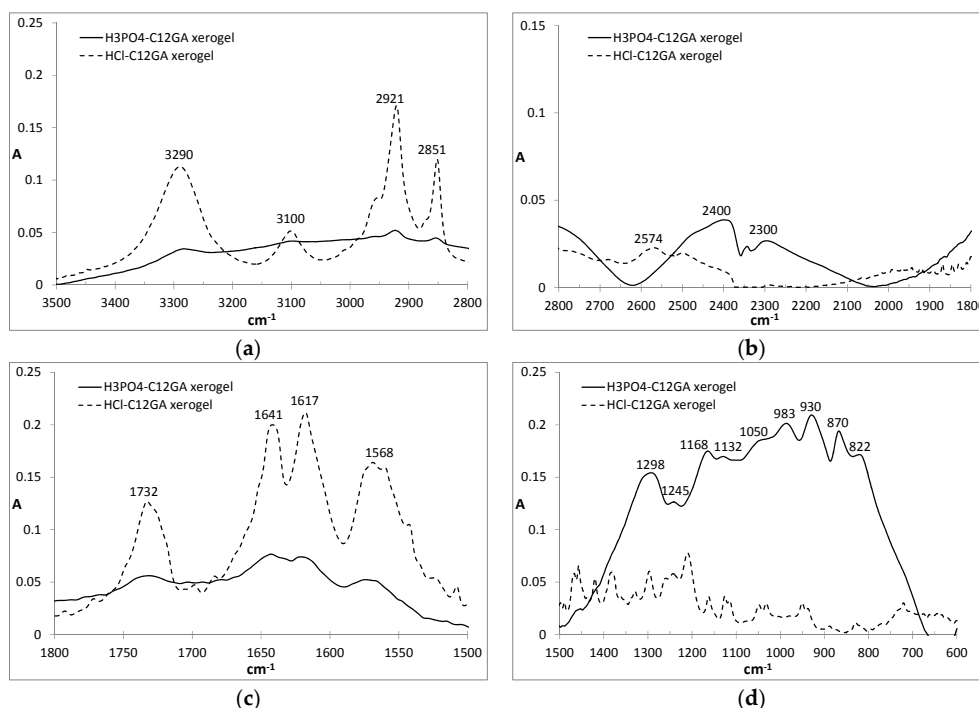 0.25
H3PO4-C12GA xerogel
HCl-C12GA xerogel
0.2
2921
0.15
A
3290
2851
0.1
3100
0.05
0
3500 3400 3300 3200 3100 3000 2900 2800
cm-1
(a)
0.15
H3PO4-C12GA xerogel
HCl-C12GA xerogel
0.1
A
0.05
2400
2574
2300
0
2800 2700 2600 2500 2400 2300 2200 2100 2000 1900 1800
cm-1
(b)
0.25
H3PO4-C12GA xerogel
HCl-C12GA xerogel
1641 1617
0.2
1568
0.15
1732
A
0.1
0.05
0
1800 1750 1700 1650 1600 1550 1500
cm-1
(c)
0.25
H3PO4-C12GA xerogel
HCl-C12GA xerogel
930
983
0.2
870
1050
1168 1132
822
1298
0.15
1245
A
0.1
0.05
0
1500 1400 1300 1200 1100 1000 900 800 700 600
cm-1
(d)